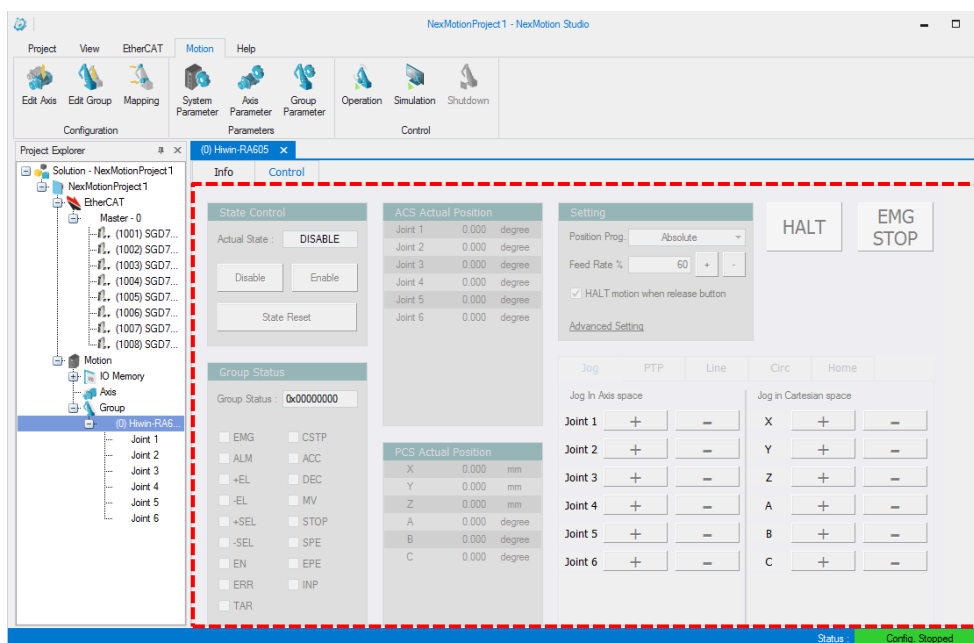 NexMotionProject1 - NexMotion Studio
Project View EtherCAT Motion Help
Edit Axis Edit Group Mapping System Parameter Axis Parameter Group Parameter Operation Simulation Shutdown
Configuration Parameters Control
Project Explorer
(0) Hiwin-RA605
Info Control
Solution - NexMotionProject1
NexMotionProject1
EtherCAT
Master - 0
(1001) SGD7...
(1002) SGD7...
(1003) SGD7...
(1004) SGD7...
(1005) SGD7...
(1006) SGD7...
(1007) SGD7...
(1008) SGD7...
Motion
IO Memory
Axis
Group
(0) Hiwin-RA6...
Joint 1
Joint 2
Joint 3
Joint 4
Joint 5
Joint 6
State Control
Actual State : DISABLE
Disable Enable
State Reset
Group Status
Group Status : 0x00000000
EMG CSTP
ALM ACC
+EL DEC
-EL MV
+SEL STOP
-SEL SPE
EN EPE
ERR INP
TAR
ACS Actual Position
Joint 1 0.000 degree
Joint 2 0.000 degree
Joint 3 0.000 degree
Joint 4 0.000 degree
Joint 5 0.000 degree
Joint 6 0.000 degree
PCS Actual Position
X 0.000 mm
Y 0.000 mm
Z 0.000 mm
A 0.000 degree
B 0.000 degree
C 0.000 degree
Setting
Position Prog. Absolute
Feed Rate % 60 + -
HALT motion when release button
Advanced Setting
HALT
EMG
STOP
Jog PTP Line Circ Home
Jog In Axis space
Joint 1 + -
Joint 2 + -
Joint 3 + -
Joint 4 + -
Joint 5 + -
Joint 6 + -
Jog in Cartesian space
X + -
Y + -
Z + -
A + -
B + -
C + -
Status : Config. Stopped